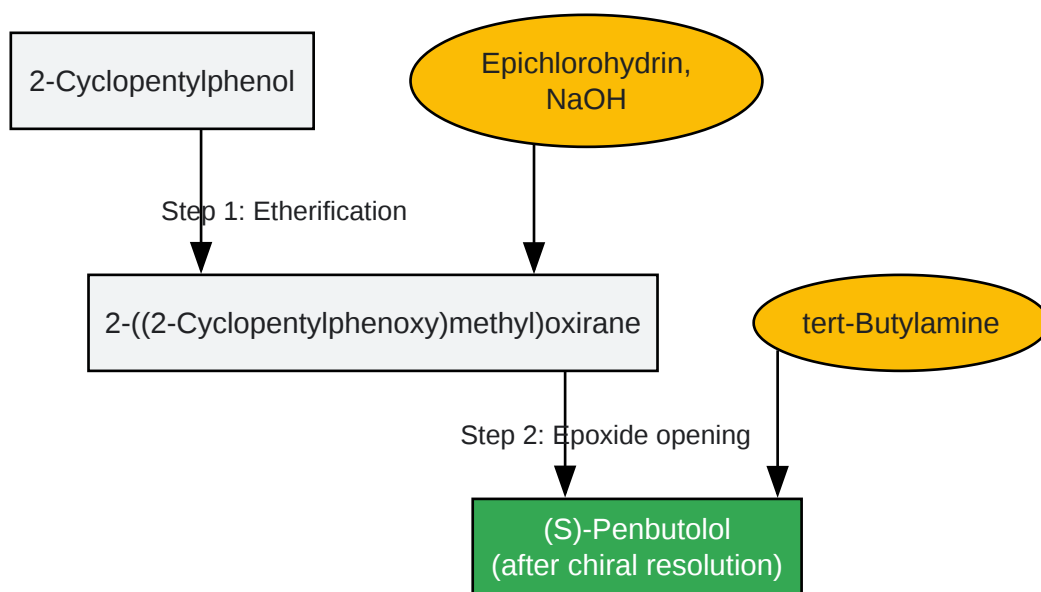 2-Cyclopentylphenol
Epichlorohydrin,
NaOH
Step 1: Etherification
2-((2-Cyclopentylphenoxy)methyl)oxirane
tert-Butylamine
Step 2: Epoxide opening
(S)-Penbutolol
(after chiral resolution)